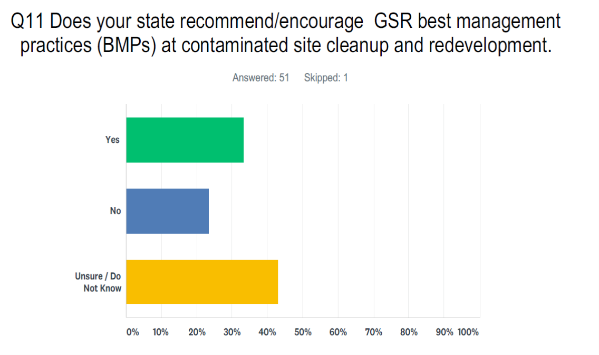 Q11 Does your state recommend/encourage GSR best management
practices (BMPs) at contaminated site cleanup and redevelopment.
Answered: 51 Skipped: 1
Yes
No
Unsure / Do
Not Know
0% 10% 20% 30% 40% 50% 60% 70% 80% 90% 100%